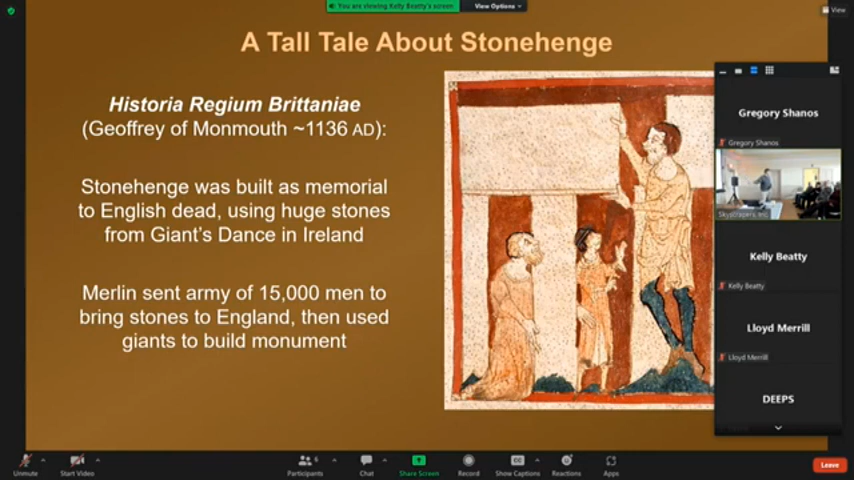 You are viewing Kelly Beatty's screen
View Options
View
A Tall Tale About Stonehenge
Historia Regium Brittaniae
(Geoffrey of Monmouth ~1136 AD):
Stonehenge was built as memorial
to English dead, using huge stones
from Giant's Dance in Ireland
Merlin sent army of 15,000 men to
bring stones to England, then used
giants to build monument
Gregory Shanos
Gregory Shanos
Skyscrapers, Inc.
Kelly Beatty
Kelly Beatty
Lloyd Merrill
Lloyd Merrill
DEEPS
Unmute
Start Video
Participants
6
Chat
Share Screen
Record
Show Captions
Reactions
Apps
Leave